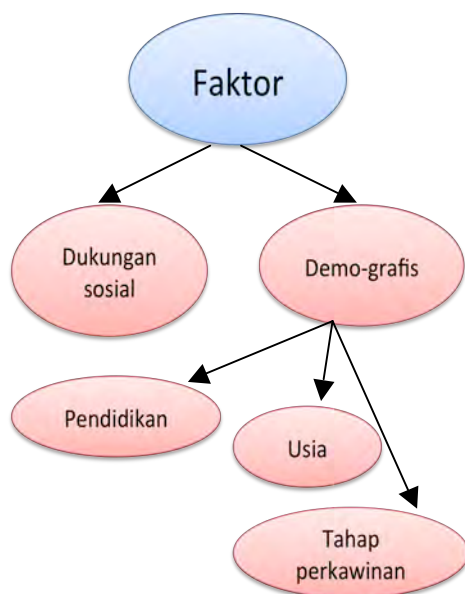 Faktor
Dukungan
sosial
Demo-grafis
Pendidikan
Usia
Tahap
perkawinan